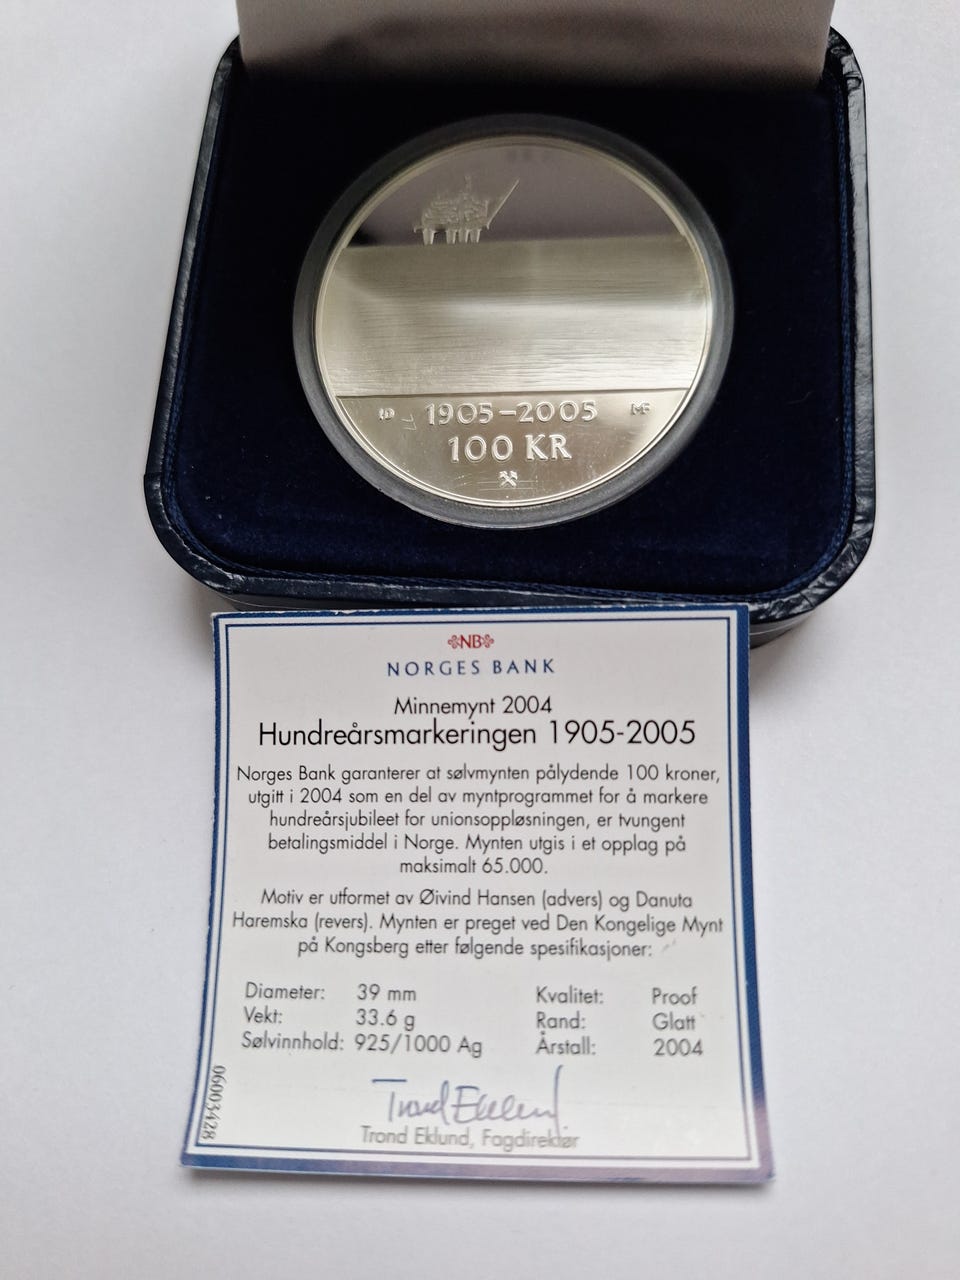 1905-2005
100 KR
NB
NORGES BANK
Minnemynt 2004
Hundreårsmarkeringen 1905-2005
Norges Bank garanterer at sølvmynten pålydende 100 kroner,
utgitt i 2004 som en del av myntprogrammet for å markere
hundreårsjubileet for unionsoppløsningen, er tvungent
betalingsmiddel i Norge. Mynten utgis i et opplag på
maksimalt 65.000.
Motiv er utformet av Øivind Hansen (advers) og Danuta
Haremska (revers). Mynten er preget ved Den Kongelige Mynt
på Kongsberg etter følgende spesifikasjoner:
Diameter: 39 mm Kvalitet: Proof
Vekt: 33.6 g Rand: Glatt
Sølvinnhold: 925/1000 Ag Årstall: 2004
06003428
Trond Eklund
Trond Eklund, Fagdirektør